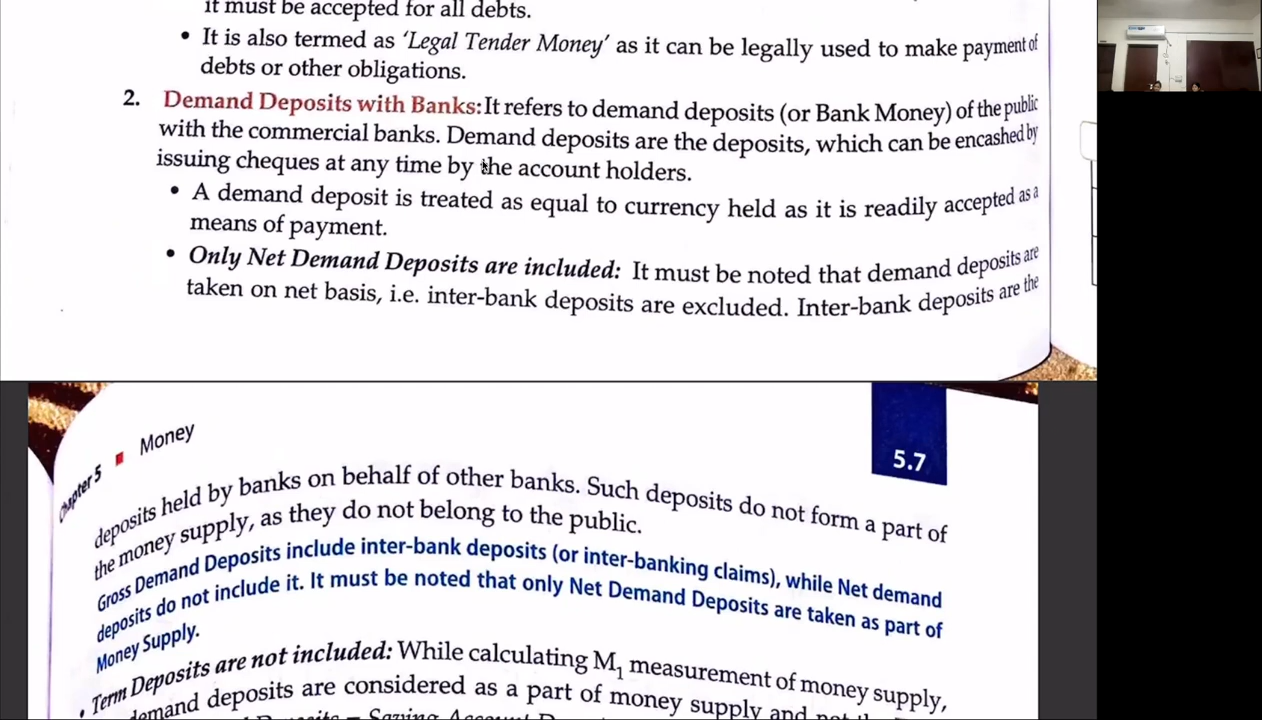 it must be accepted for all debts.
• It is also termed as 'Legal Tender Money' as it can be legally used to make payment of
debts or other obligations.
2. Demand Deposits with Banks: It refers to demand deposits (or Bank Money) of the public
with the commercial banks. Demand deposits are the deposits, which can be encashed by
issuing cheques at any time by the account holders.
• A demand deposit is treated as equal to currency held as it is readily accepted as a
means of payment.
• Only Net Demand Deposits are included: It must be noted that demand deposits are
taken on net basis, i.e. inter-bank deposits are excluded. Inter-bank deposits are the
Chapter 5 ■ Money
5.7
deposits held by banks on behalf of other banks. Such deposits do not form a part of
the money supply, as they do not belong to the public.
Gross Demand Deposits include inter-bank deposits (or inter-banking claims), while Net demand
deposits do not include it. It must be noted that only Net Demand Deposits are taken as part of
Money Supply.
• Term Deposits are not included: While calculating M1 measurement of money supply,
demand deposits are considered as a part of money supply and not